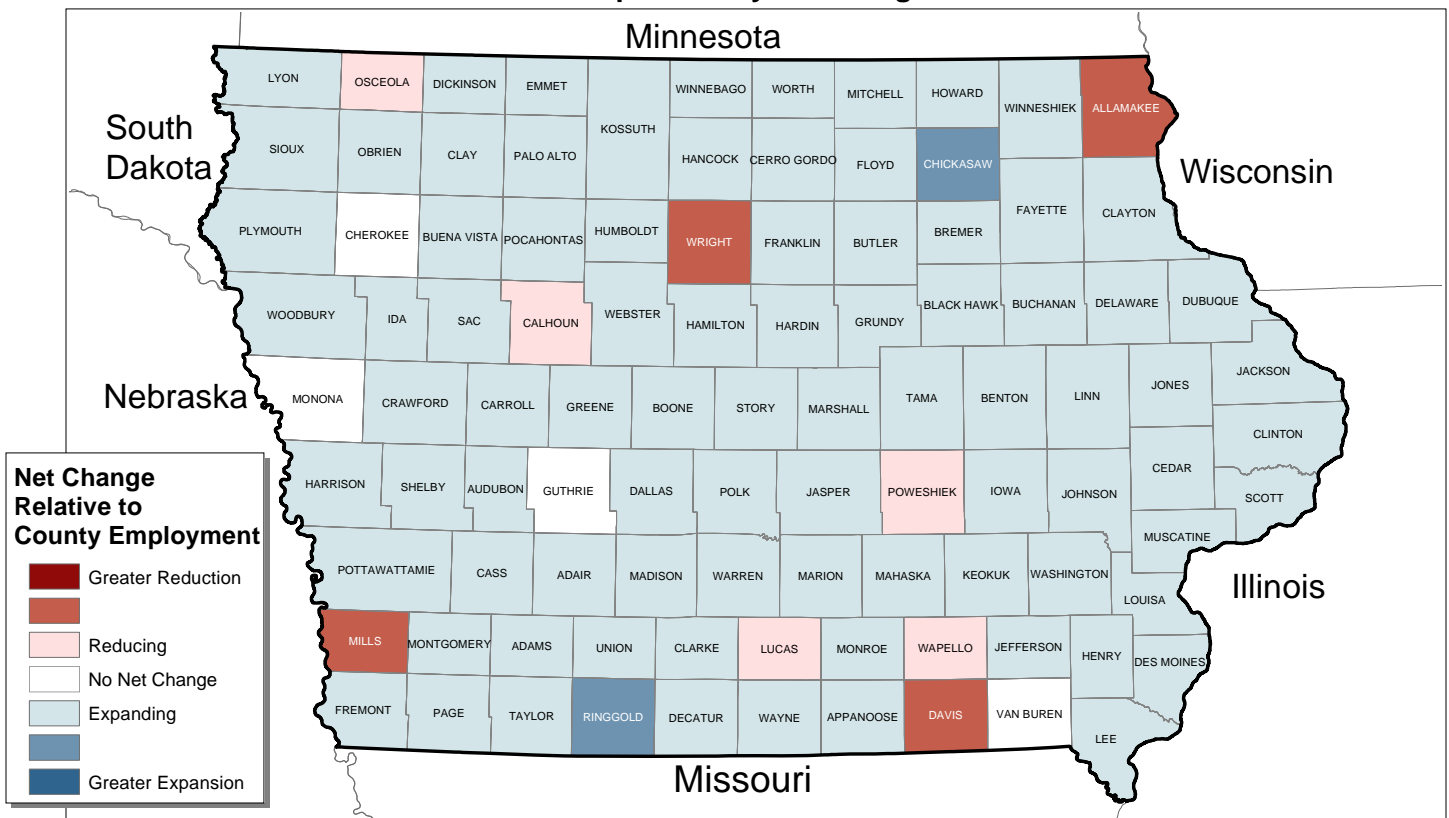 Minnesota
South
Dakota
Wisconsin
Nebraska
Illinois
Missouri
LYON
OSCEOLA
DICKINSON
EMMET
KOSSUTH
WINNEBAGO
WORTH
MITCHELL
HOWARD
WINNESHIEK
ALLAMAKEE
SIOUX
OBRIEN
CLAY
PALO ALTO
HANCOCK
CERRO GORDO
FLOYD
CHICKASAW
FAYETTE
CLAYTON
PLYMOUTH
CHEROKEE
BUENA VISTA
POCAHONTAS
HUMBOLDT
WRIGHT
FRANKLIN
BUTLER
BREMER
WOODBURY
IDA
SAC
CALHOUN
WEBSTER
HAMILTON
HARDIN
GRUNDY
BLACK HAWK
BUCHANAN
DELAWARE
DUBUQUE
MONONA
CRAWFORD
CARROLL
GREENE
BOONE
STORY
MARSHALL
TAMA
BENTON
LINN
JONES
JACKSON
CLINTON
HARRISON
SHELBY
AUDUBON
GUTHRIE
DALLAS
POLK
JASPER
POWESHIEK
IOWA
JOHNSON
CEDAR
SCOTT
MUSCATINE
POTTAWATTAMIE
CASS
ADAIR
MADISON
WARREN
MARION
MAHASKA
KEOKUK
WASHINGTON
LOUISA
MILLS
MONTGOMERY
ADAMS
UNION
CLARKE
LUCAS
MONROE
WAPELLO
JEFFERSON
HENRY
DES MOINES
FREMONT
PAGE
TAYLOR
RINGGOLD
DECATUR
WAYNE
APPANOOSE
DAVIS
VAN BUREN
LEE
Net Change
Relative to
County Employment
Greater Reduction
Reducing
No Net Change
Expanding
Greater Expansion